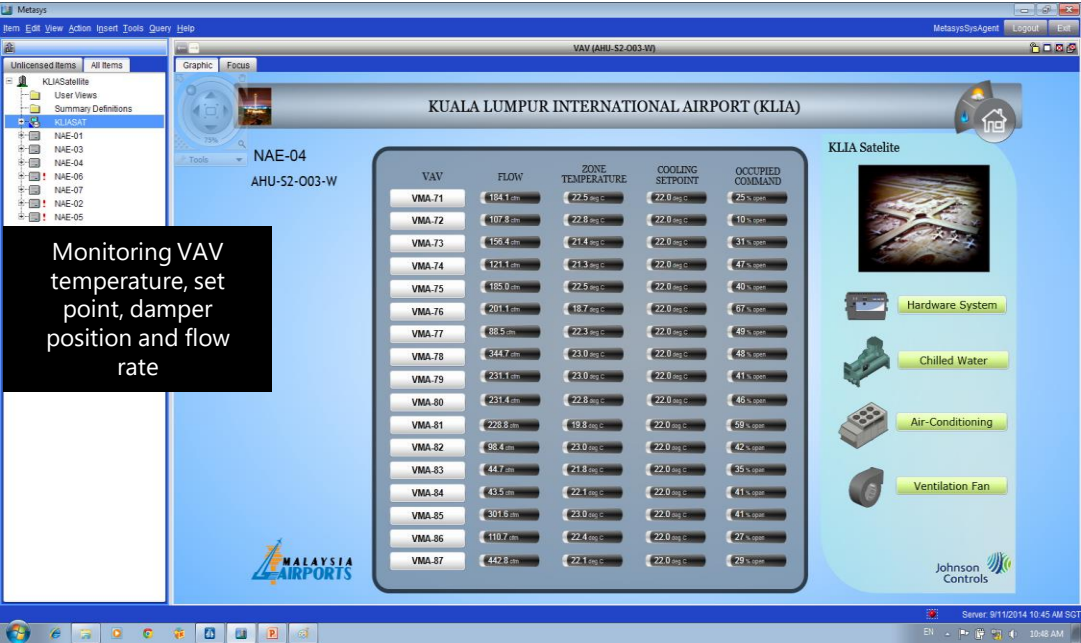 Metasys
Item Edit View Action Insert Tools Query Help
MetasysSysAgent Logout Exit
VAV (AHU-S2-O03-W)
Unlicensed Items All Items
Graphic Focus
KLIASatellite
User Views
Summary Definitions
KLIASAT
NAE-01
NAE-03
NAE-04
NAE-06
NAE-07
NAE-02
NAE-05
79%
Tools
KUALA LUMPUR INTERNATIONAL AIRPORT (KLIA)
NAE-04
AHU-S2-O03-W
Monitoring VAV
temperature, set
point, damper
position and flow
rate
VAV FLOW ZONE TEMPERATURE COOLING SETPOINT OCCUPIED COMMAND
VMA-71 184.1 cfm 22.5 deg C 22.0 deg C 25 % open
VMA-72 107.8 cfm 22.8 deg C 22.0 deg C 10 % open
VMA-73 156.4 cfm 21.4 deg C 22.0 deg C 31 % open
VMA-74 121.1 cfm 21.3 deg C 22.0 deg C 47 % open
VMA-75 185.0 cfm 22.5 deg C 22.0 deg C 40 % open
VMA-76 201.1 cfm 18.7 deg C 22.0 deg C 67 % open
VMA-77 88.5 cfm 22.3 deg C 22.0 deg C 49 % open
VMA-78 344.7 cfm 23.0 deg C 22.0 deg C 48 % open
VMA-79 231.1 cfm 23.0 deg C 22.0 deg C 41 % open
VMA-80 231.4 cfm 22.8 deg C 22.0 deg C 46 % open
VMA-81 228.8 cfm 19.8 deg C 22.0 deg C 59 % open
VMA-82 98.4 cfm 23.0 deg C 22.0 deg C 42 % open
VMA-83 44.7 cfm 21.8 deg C 22.0 deg C 35 % open
VMA-84 43.5 cfm 22.1 deg C 22.0 deg C 41 % open
VMA-85 301.6 cfm 23.0 deg C 22.0 deg C 41 % open
VMA-86 110.7 cfm 22.4 deg C 22.0 deg C 27 % open
VMA-87 442.8 cfm 22.1 deg C 22.0 deg C 29 % open
KLIA Satelite
Hardware System
Chilled Water
Air-Conditioning
Ventilation Fan
MALAYSIA
AIRPORTS
Johnson
Controls
Server: 9/11/2014 10:45 AM SGT
EN 10:48 AM